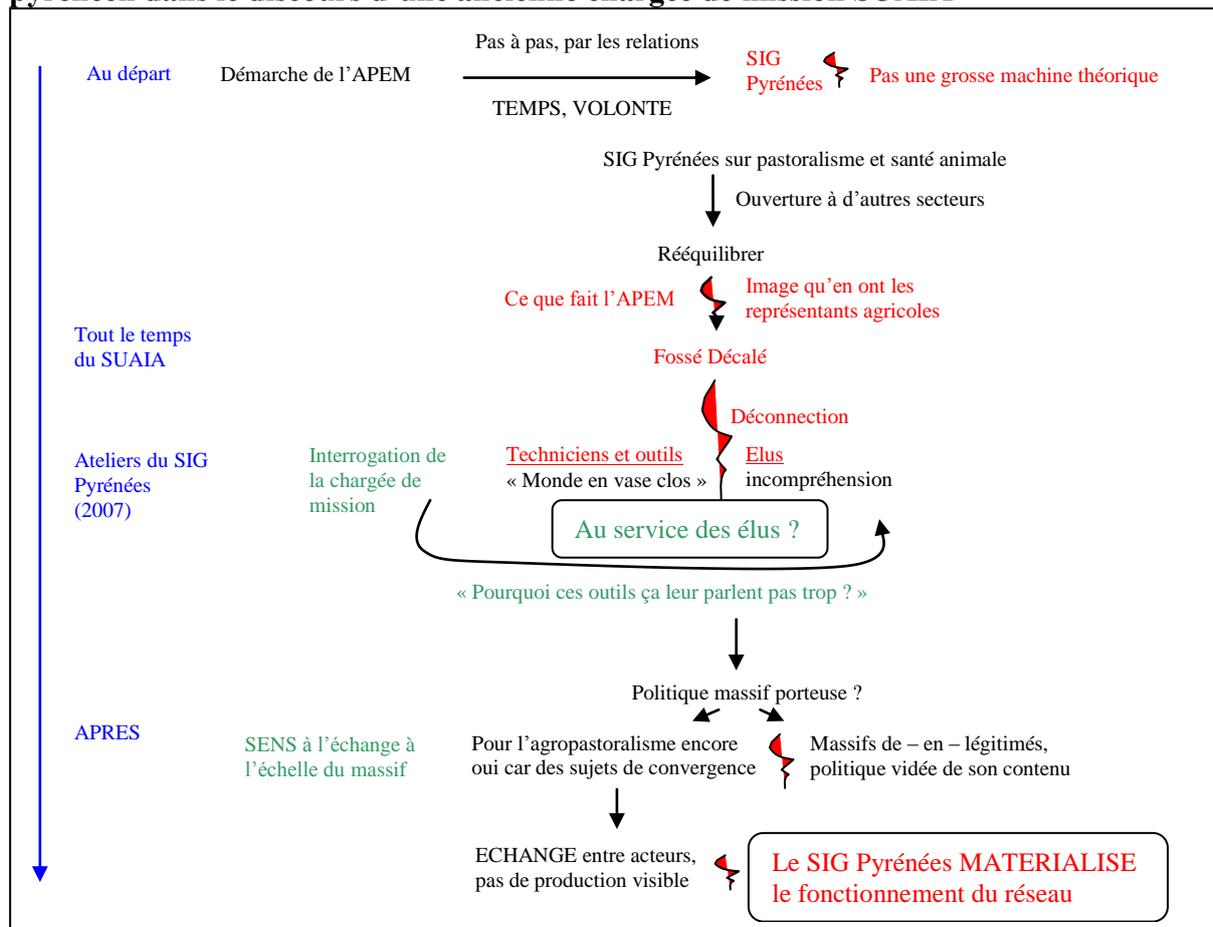 pyrénéen dans le discours d'une ancienne chargée de mission SUAIA
Pas à pas, par les relations
Au départ
Démarche de l'APEM
SIG
Pyrénées
Pas une grosse machine théorique
TEMPS, VOLONTE
SIG Pyrénées sur pastoralisme et santé animale
Ouverture à d'autres secteurs
Rééquilibrer
Ce que fait l'APEM
Image qu'en ont les
représentants agricoles
Tout le temps
du SUAIA
Fossé Décalé
Déconnection
Ateliers du SIG
Pyrénées
(2007)
Interrogation de
la chargée de
mission
Techniciens et outils
« Monde en vase clos »
Elus
incompréhension
Au service des élus ?
« Pourquoi ces outils ça leur parlent pas trop ? »
Politique massif porteuse ?
APRES
SENS à l'échange à
l'échelle du massif
Pour l'agropastoralisme encore
oui car des sujets de convergence
Massifs de – en – légitimés,
politique vidée de son contenu
ECHANGE entre acteurs,
pas de production visible
Le SIG Pyrénées MATERIALISE
le fonctionnement du réseau